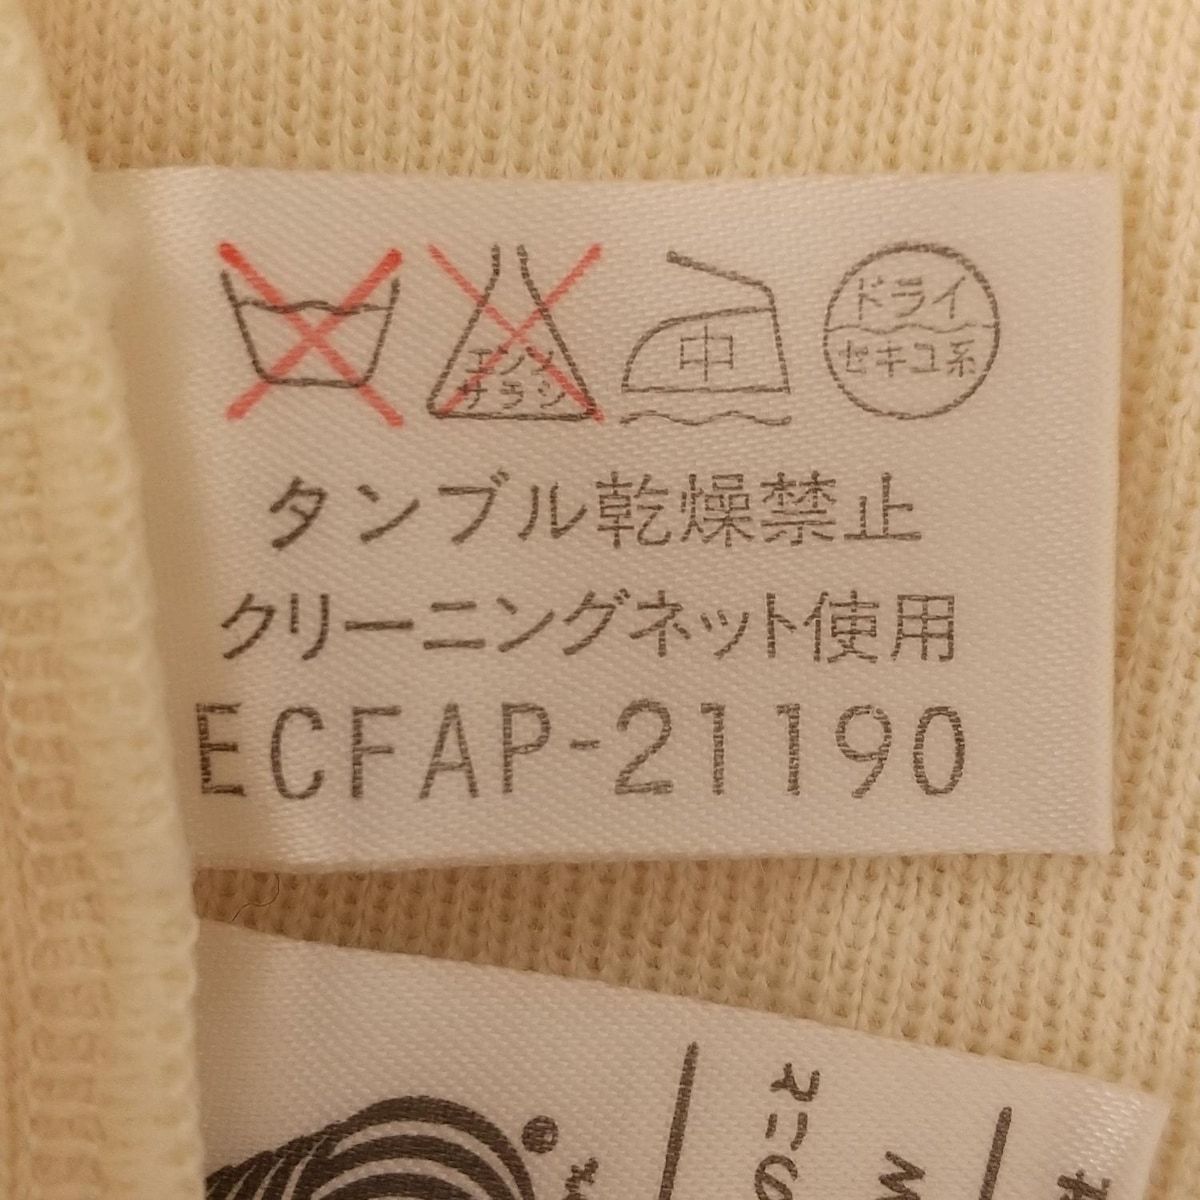 エンソ サラシ
中
ドライ
セキユ系
タンブル乾燥禁止
クリーニングネット使用
ECFAP-21190
®